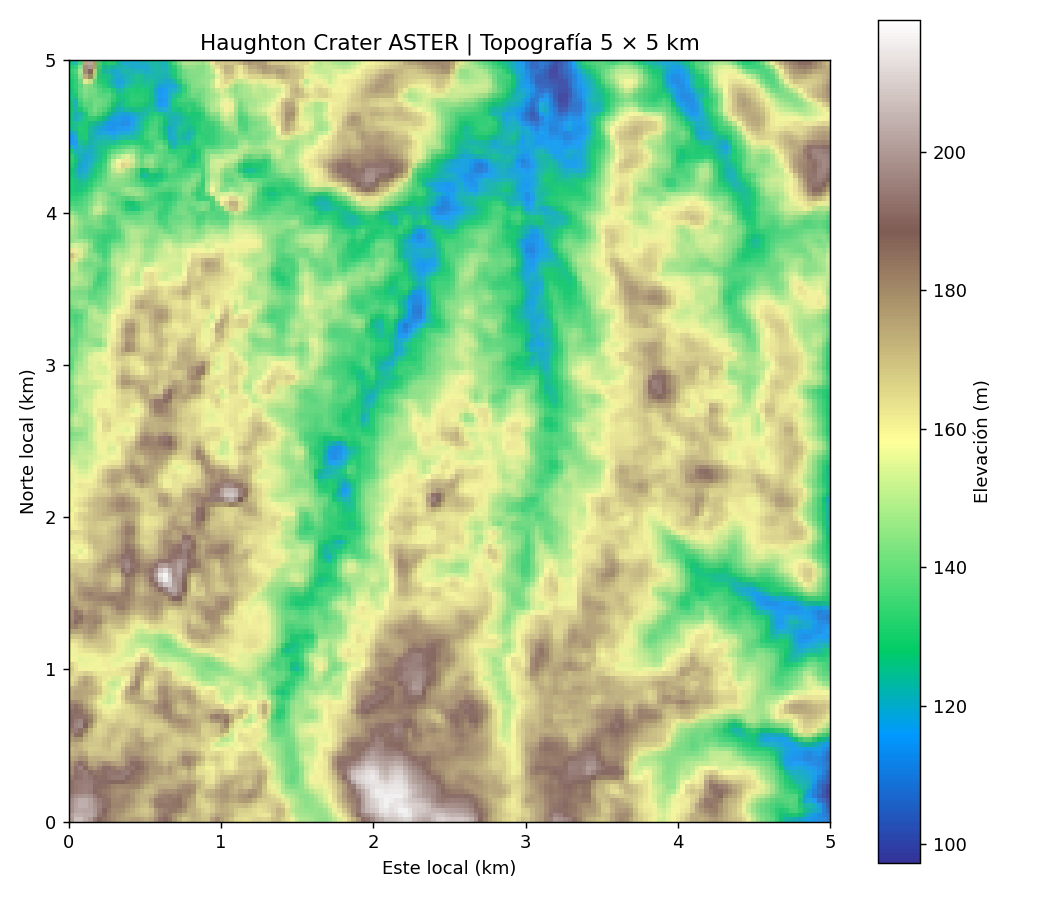 Haughton Crater ASTER | Topografía 5 × 5 km
5
4
3
2
1
0
Norte local (km)
0 1 2 3 4 5
Este local (km)
200
180
160
140
120
100
Elevación (m)